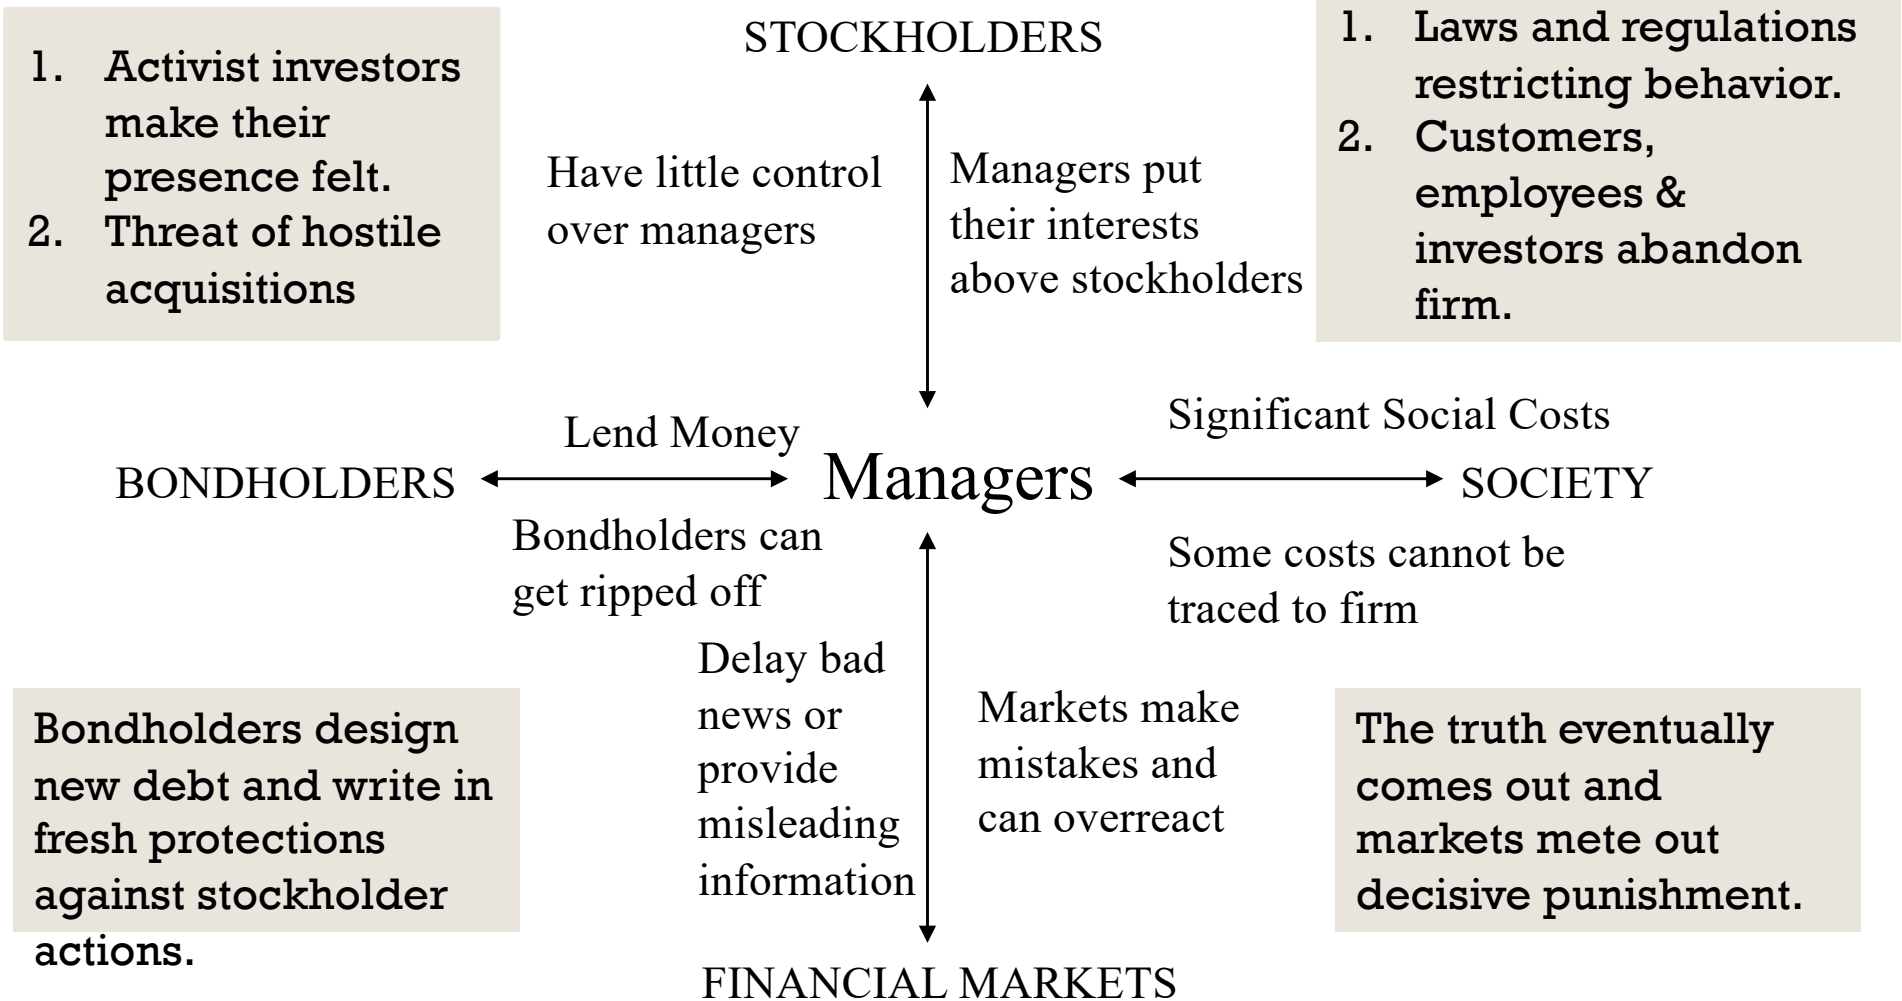 1. Activist investors
make their
presence felt.
2. Threat of hostile
acquisitions
STOCKHOLDERS
1. Laws and regulations
restricting behavior.
2. Customers,
employees &
investors abandon
firm.
Have little control
over managers
Managers put
their interests
above stockholders
Lend Money
BONDHOLDERS
Bondholders can
get ripped off
Managers
Significant Social Costs
SOCIETY
Some costs cannot be
traced to firm
Delay bad
news or
provide
misleading
information
Markets make
mistakes and
can overreact
Bondholders design
new debt and write in
fresh protections
against stockholder
actions.
The truth eventually
comes out and
markets mete out
decisive punishment.
FINANCIAL MARKETS